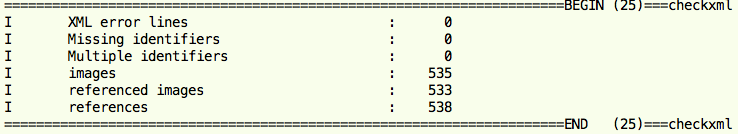 ======================================================================BEGIN (25)===checkxml
I       XML error lines                         :      0
I       Missing identifiers                     :      0
I       Multiple identifiers                    :      0
I       images                                  :    535
I       referenced images                       :    533
I       references                              :    538
======================================================================END   (25)===checkxml